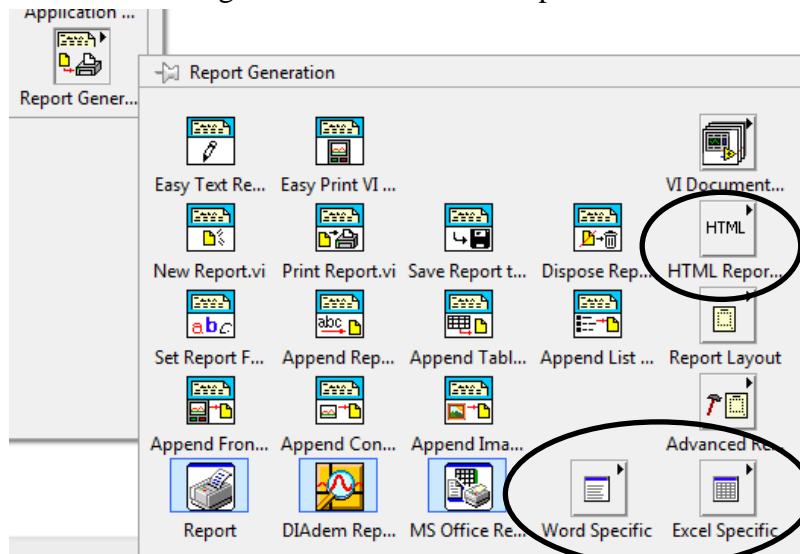 Application ...
Report Gener...
Report Generation
Easy Text Re... Easy Print VI ... VI Document...
HTML
New Report.vi Print Report.vi Save Report t... Dispose Rep... HTML Repor...
abc abc
Set Report F... Append Rep... Append Tabl... Append List ... Report Layout
Append Fron... Append Con... Append Ima... Advanced Re...
Report DIAdem Rep... MS Office Re... Word Specific Excel Specific